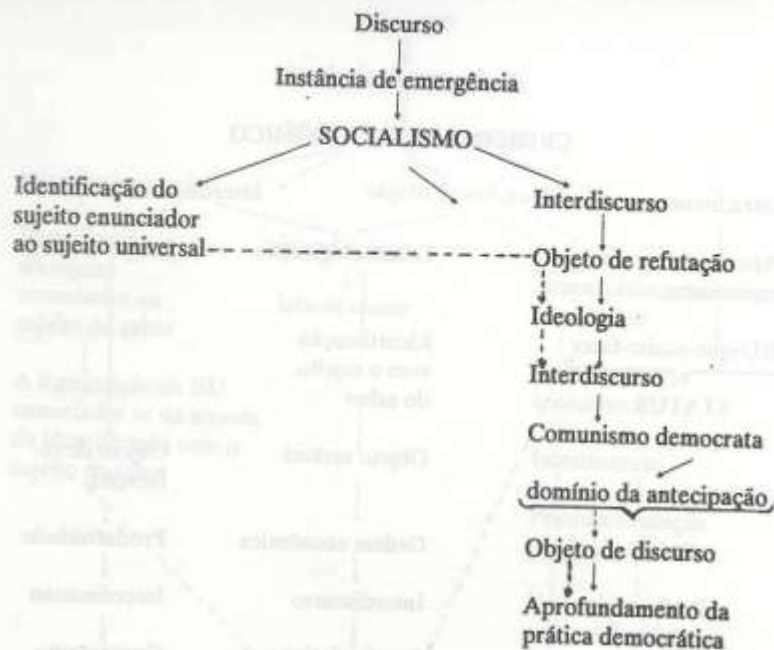 Discurso
Instância de emergência
SOCIALISMO
Identificação do
sujeito enunciador
ao sujeito universal
Interdiscurso
Objeto de refutação
Ideologia
Interdiscurso
Comunismo democrata
domínio da antecipação
Objeto de discurso
Aprofundamento da
prática democrática